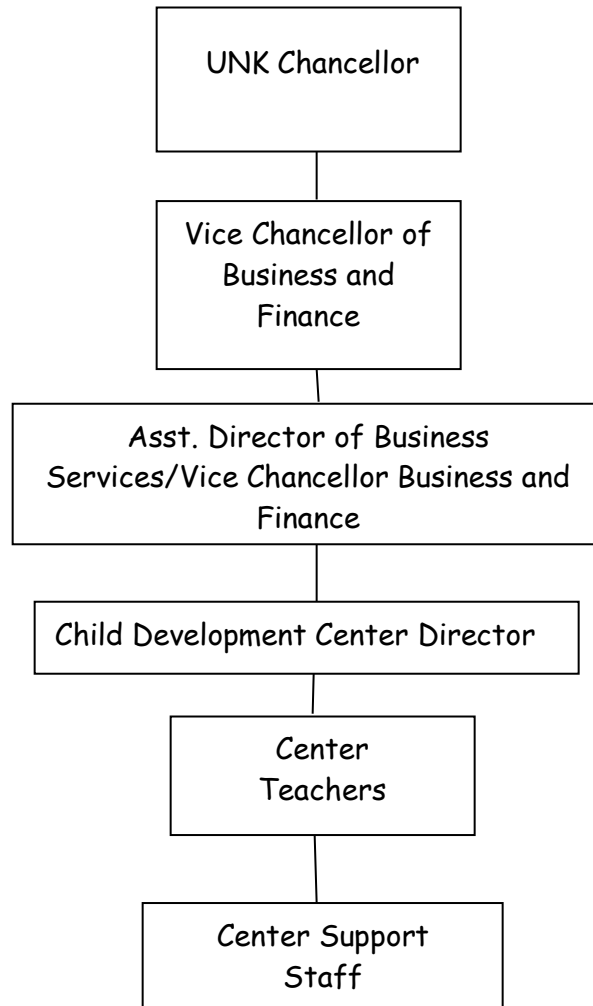 UNK Chancellor
Vice Chancellor of
Business and
Finance
Asst. Director of Business
Services/Vice Chancellor Business and
Finance
Child Development Center Director
Center
Teachers
Center Support
Staff